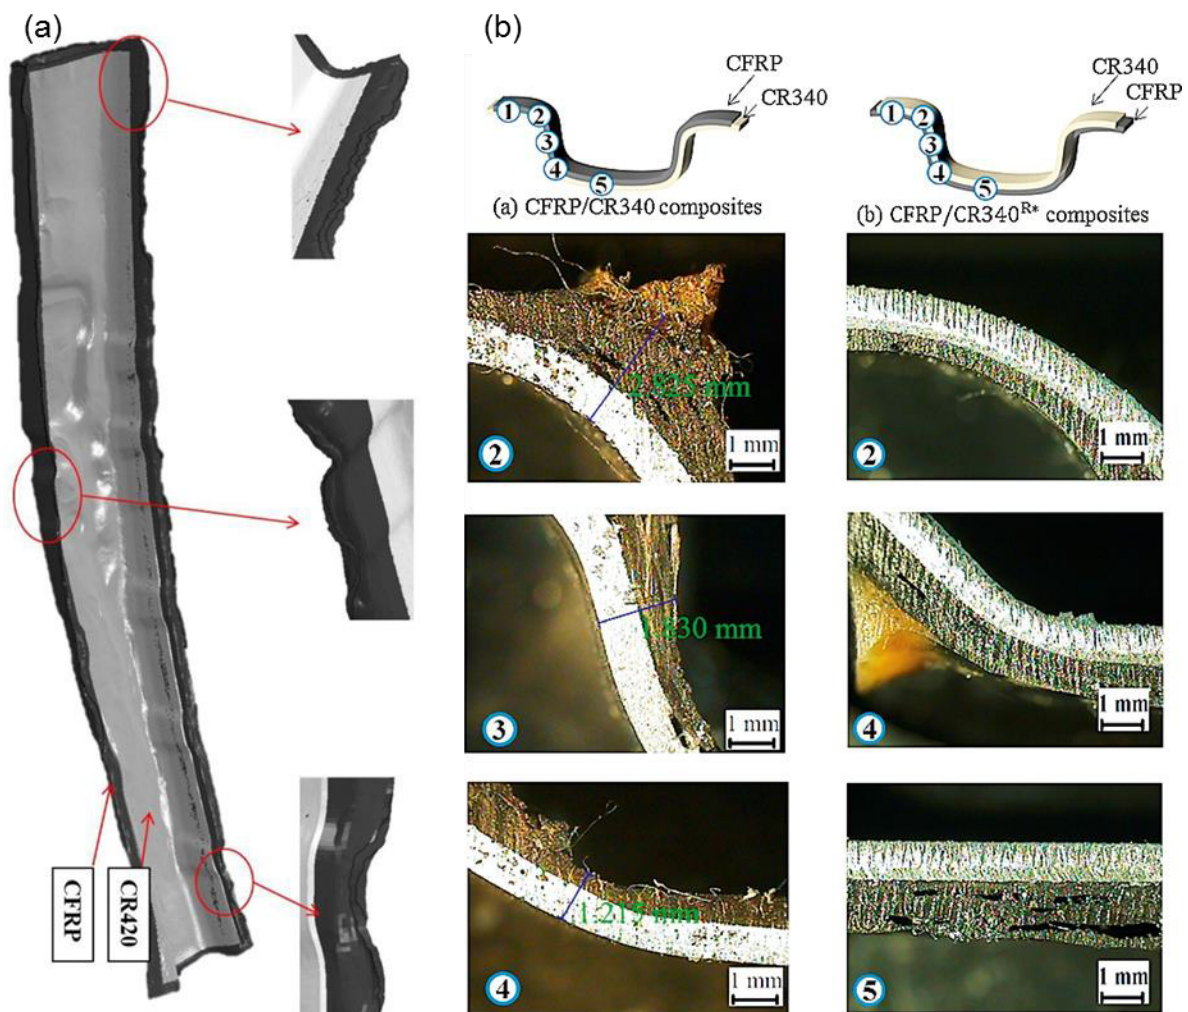 (a)
CFRP
CR420
(b)
CFRP
CR340
1
2
3
4
5
(a) CFRP/CR340 composites
CR340
CFRP
1
2
3
4
5
(b) CFRP/CR340ᴿ* composites
2.825 mm
1 mm
2
1 mm
2
1.830 mm
1 mm
3
1 mm
4
1.215 mm
1 mm
4
1 mm
5